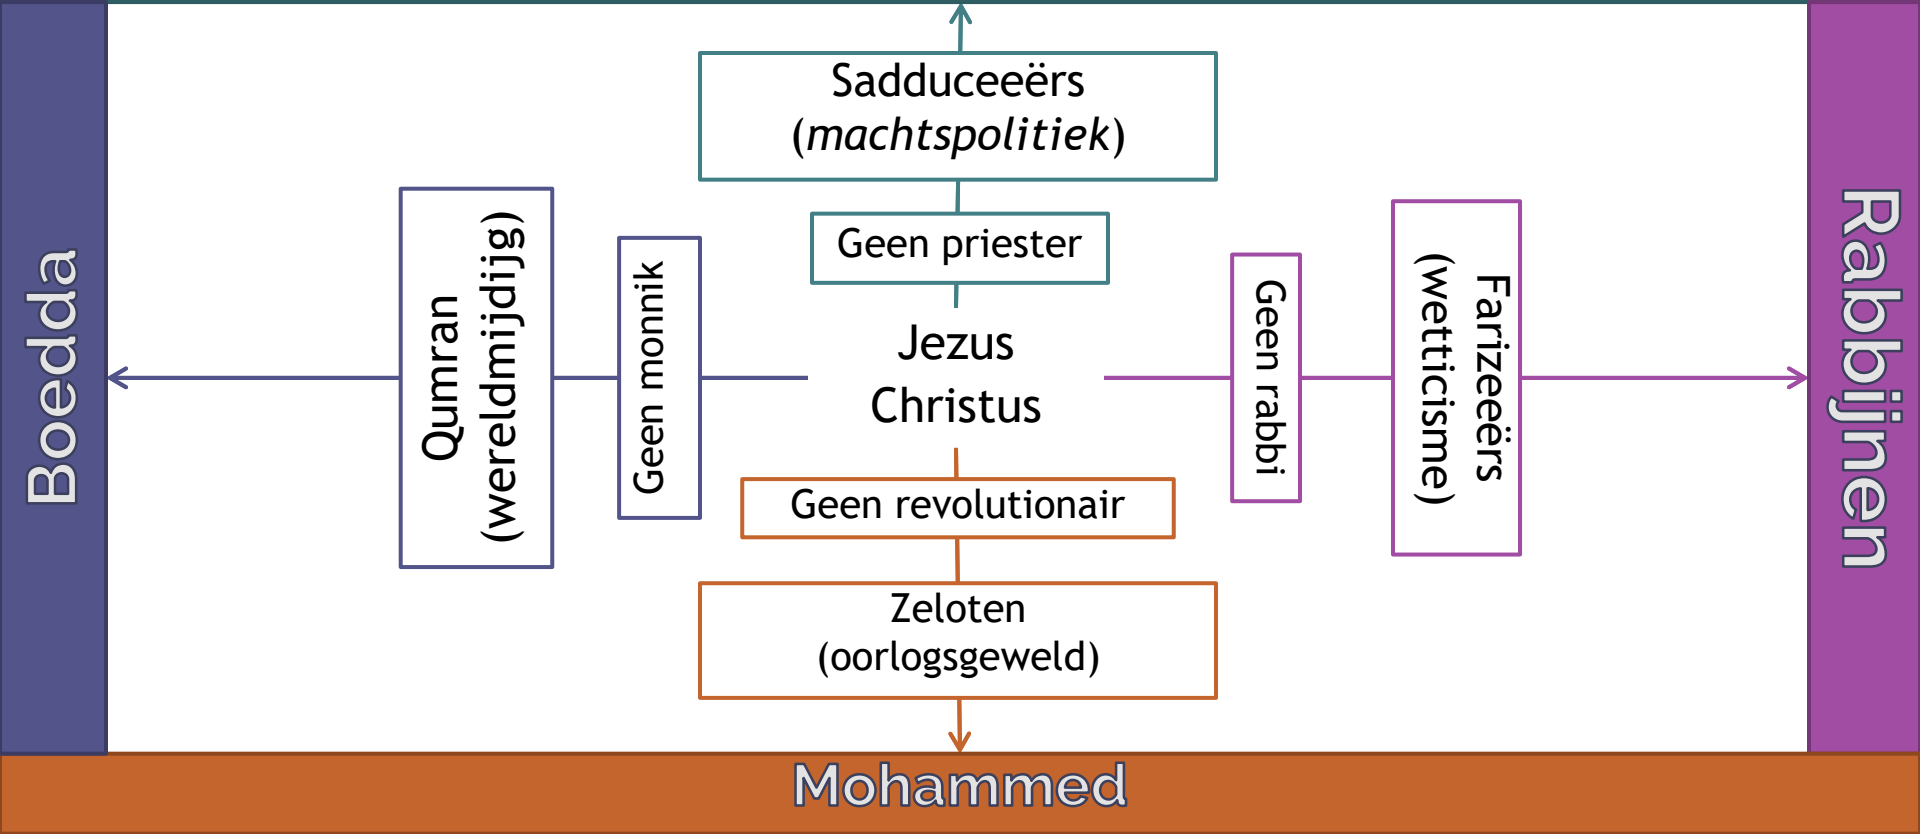 Sadduceeërs
(machtspolitiek)
Geen priester
Boedda
Qumran
(wereldmijdijg)
Geen monnik
Jezus
Christus
Geen rabbi
Farizeeërs
(wetticisme)
Rabbijnen
Geen revolutionair
Zeloten
(oorlogsgeweld)
Mohammed